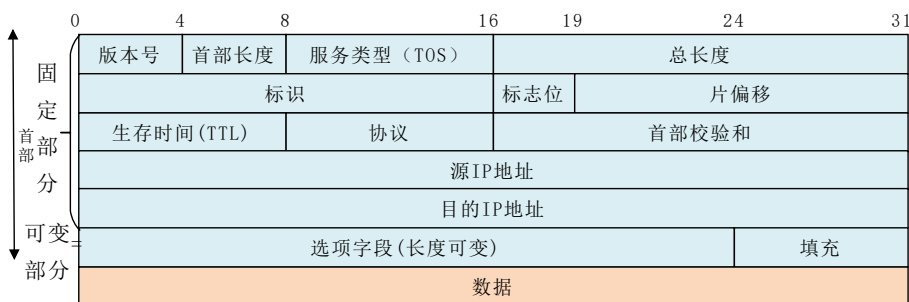 0 4 8 16 19 24 31
版本号 首部长度 服务类型（TOS） 总长度
标识 标志位 片偏移
生存时间(TTL) 协议 首部校验和
源IP地址
目的IP地址
选项字段(长度可变) 填充
数据
首部
固定部分
可变部分